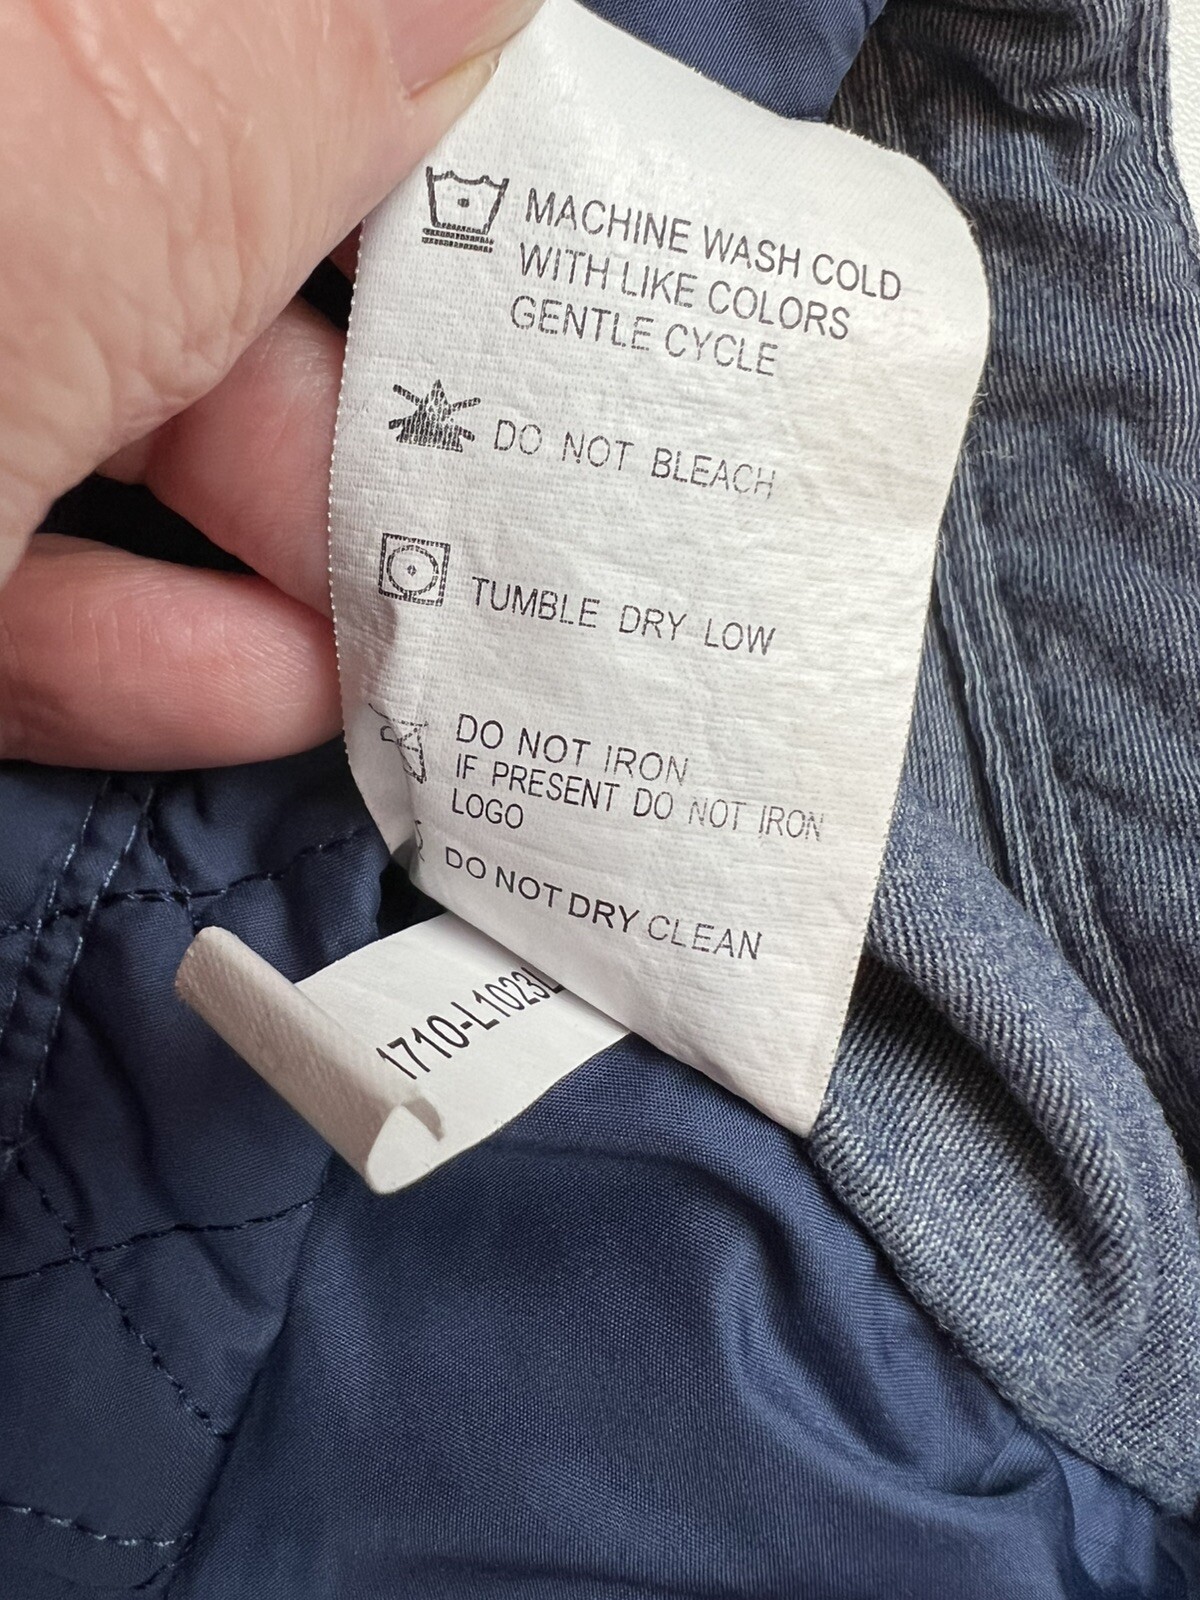 MACHINE WASH COLD
WITH LIKE COLORS
GENTLE CYCLE
DO NOT BLEACH
TUMBLE DRY LOW
DO NOT IRON
IF PRESENT DO NOT IRON
LOGO
DO NOT DRY CLEAN
1710-L1023L